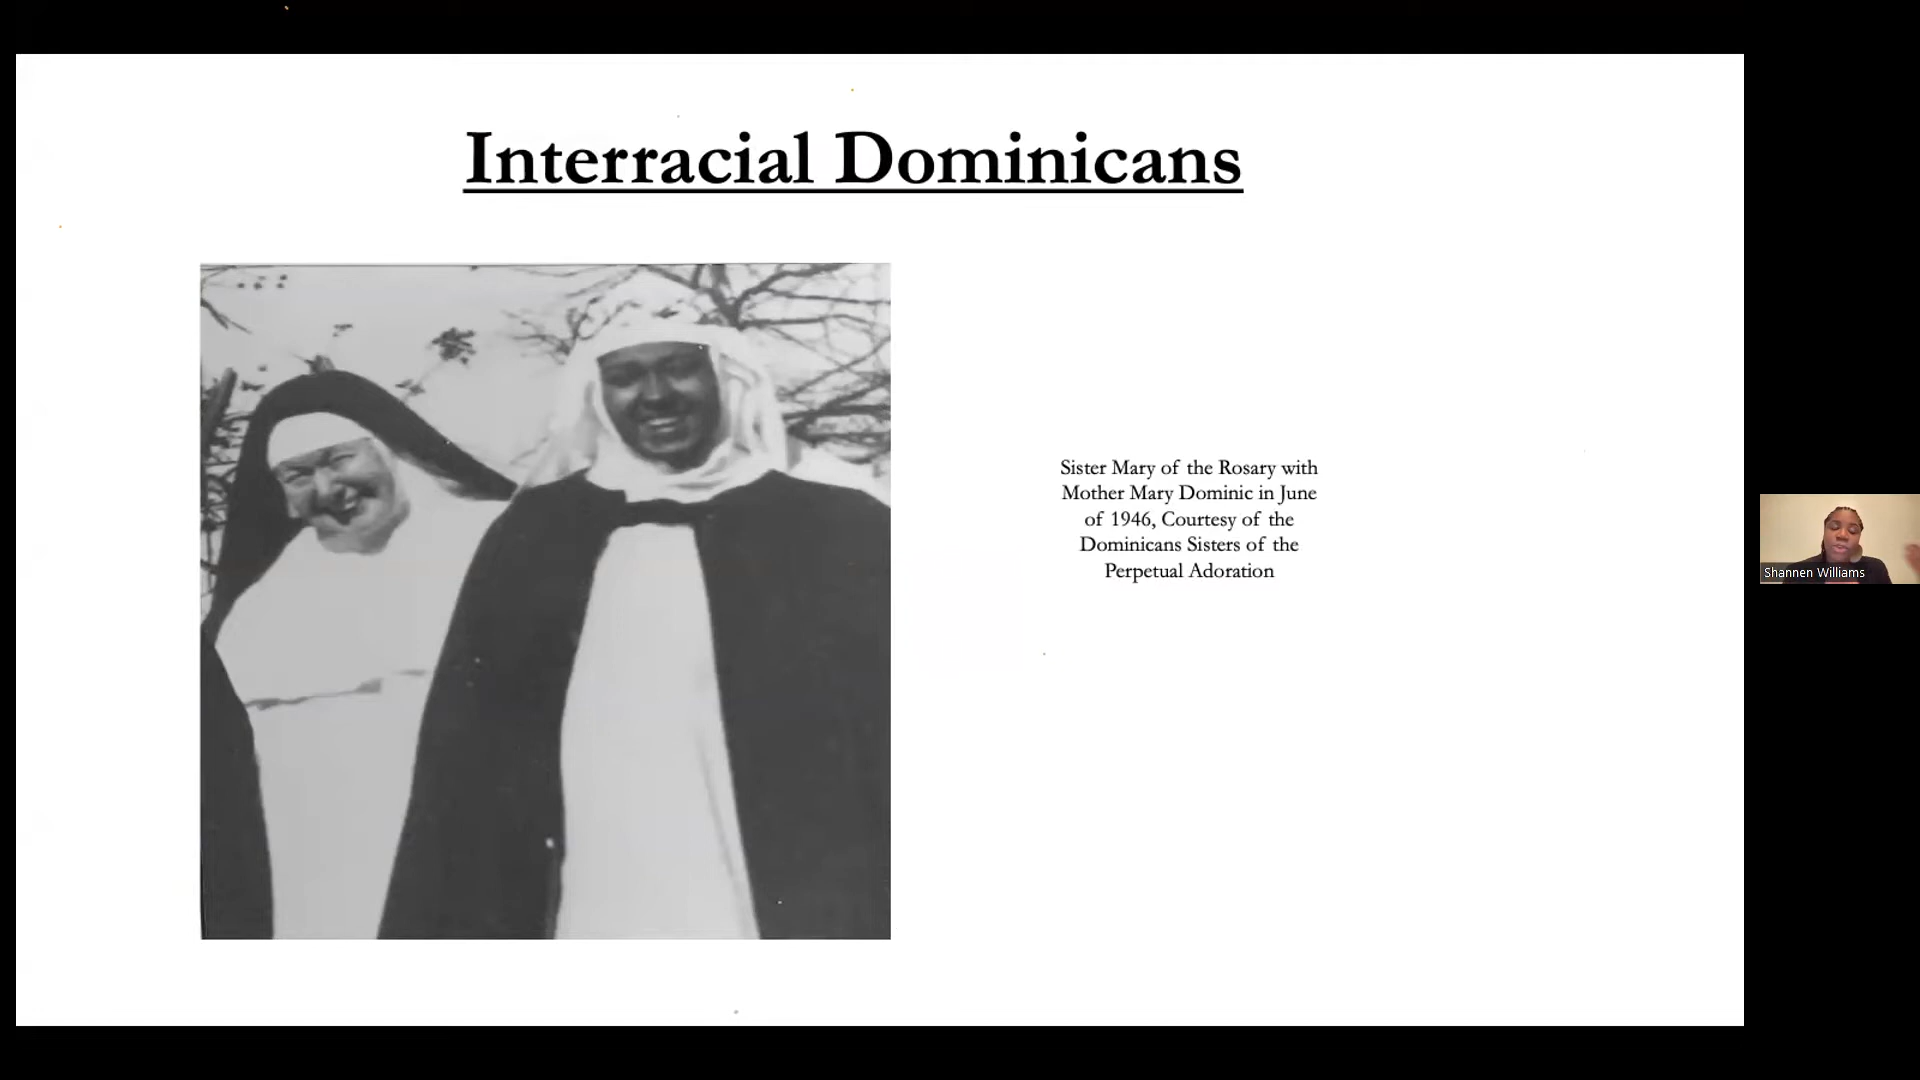 Interracial Dominicans
Sister Mary of the Rosary with
Mother Mary Dominic in June
of 1946, Courtesy of the
Dominicans Sisters of the
Perpetual Adoration
Shannen Williams